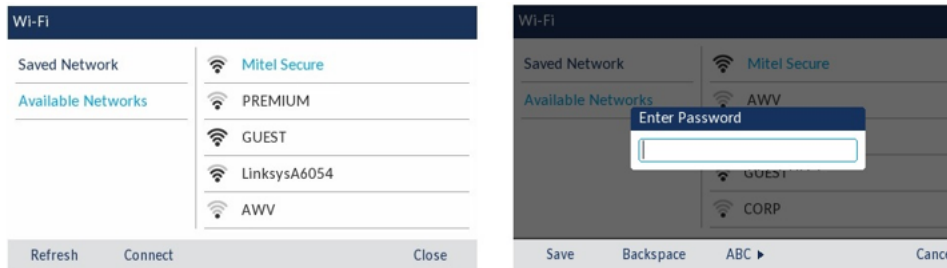 Wi-Fi
Saved Network
Available Networks
Mitel Secure
PREMIUM
GUEST
LinksysA6054
AWV
Refresh Connect Close
Wi-Fi
Saved Network
Available Networks
Mitel Secure
AWV
Enter Password
GUEST
CORP
Save Backspace ABC ▶ Cance